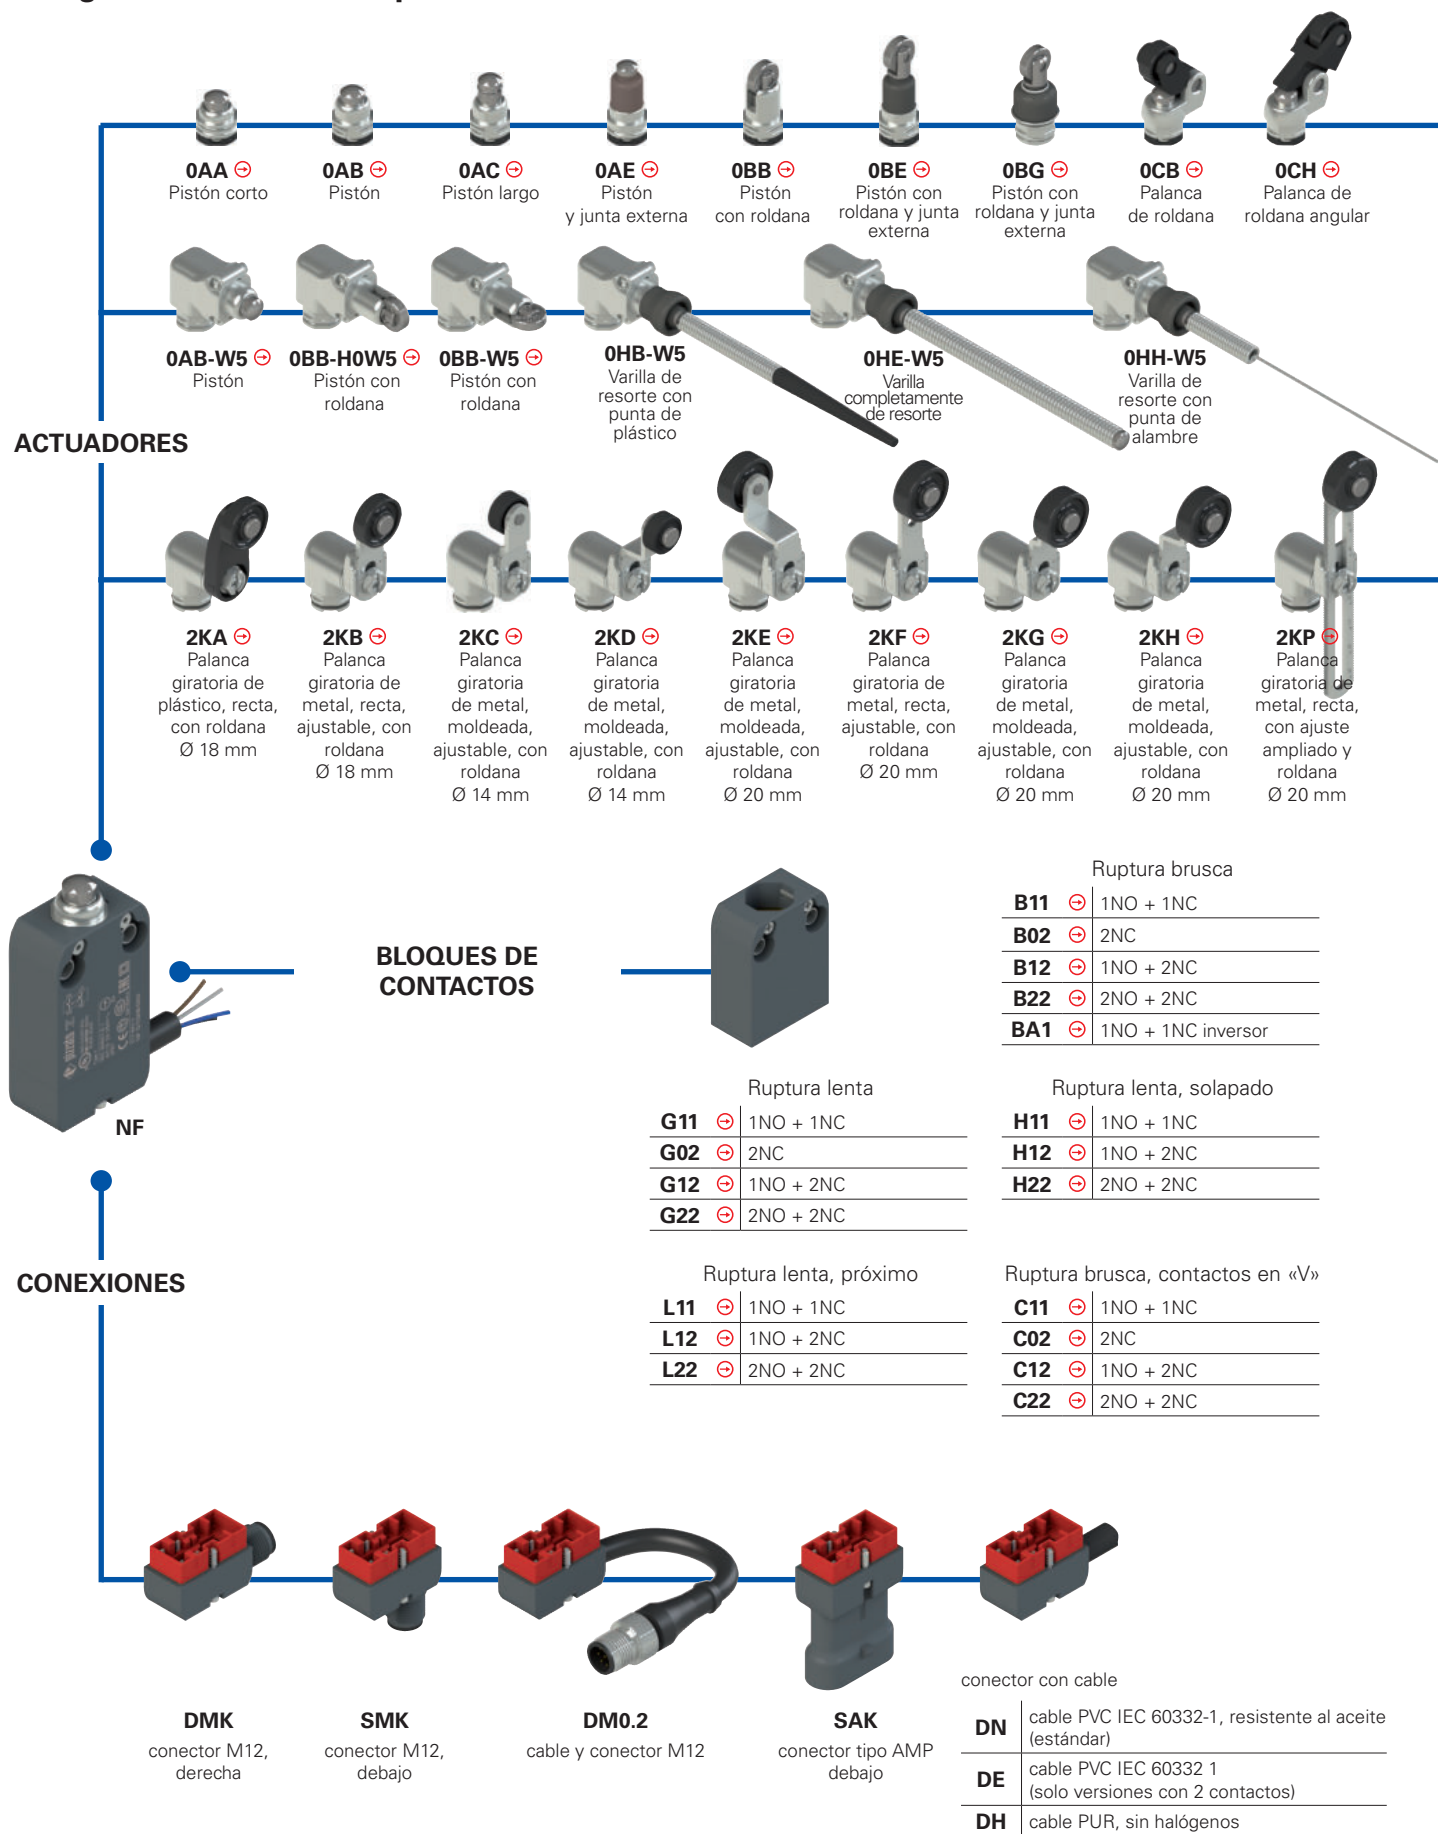 0AA
Pistón corto
0AB
Pistón
0AC
Pistón largo
0AE
Pistón
y junta externa
0BB
Pistón
con roldana
0BE
Pistón con
roldana y junta
externa
0BG
Pistón con
roldana y junta
externa
0CB
Palanca
de roldana
0CH
Palanca de
roldana angular
0AB-W5
Pistón
0BB-H0W5
Pistón con
roldana
0BB-W5
Pistón con
roldana
0HB-W5
Varilla de
resorte con
punta de
plástico
0HE-W5
Varilla
completamente
de resorte
0HH-W5
Varilla de
resorte con
punta de
alambre
ACTUADORES
2KA
Palanca
giratoria de
plástico, recta,
con roldana
Ø 18 mm
2KB
Palanca
giratoria de
metal, recta,
ajustable, con
roldana
Ø 18 mm
2KC
Palanca
giratoria
de metal,
moldeada,
ajustable, con
roldana
Ø 14 mm
2KD
Palanca
giratoria
de metal,
moldeada,
ajustable, con
roldana
Ø 14 mm
2KE
Palanca
giratoria
de metal,
moldeada,
ajustable, con
roldana
Ø 20 mm
2KF
Palanca
giratoria de
metal, recta,
ajustable, con
roldana
Ø 20 mm
2KG
Palanca
giratoria
de metal,
moldeada,
ajustable, con
roldana
Ø 20 mm
2KH
Palanca
giratoria
de metal,
moldeada,
ajustable, con
roldana
Ø 20 mm
2KP
Palanca
giratoria de
metal, recta,
con ajuste
ampliado y
roldana
Ø 20 mm
NF
BLOQUES DE
CONTACTOS
Ruptura brusca
B11 1NO + 1NC
B02 2NC
B12 1NO + 2NC
B22 2NO + 2NC
BA1 1NO + 1NC inversor
Ruptura lenta
G11 1NO + 1NC
G02 2NC
G12 1NO + 2NC
G22 2NO + 2NC
Ruptura lenta, solapado
H11 1NO + 1NC
H12 1NO + 2NC
H22 2NO + 2NC
Ruptura lenta, próximo
L11 1NO + 1NC
L12 1NO + 2NC
L22 2NO + 2NC
Ruptura brusca, contactos en «V»
C11 1NO + 1NC
C02 2NC
C12 1NO + 2NC
C22 2NO + 2NC
CONEXIONES
DMK
conector M12,
derecha
SMK
conector M12,
debajo
DM0.2
cable y conector M12
SAK
conector tipo AMP
debajo
conector con cable
DN cable PVC IEC 60332-1, resistente al aceite
(estándar)
DE cable PVC IEC 60332 1
(solo versiones con 2 contactos)
DH cable PUR, sin halógenos